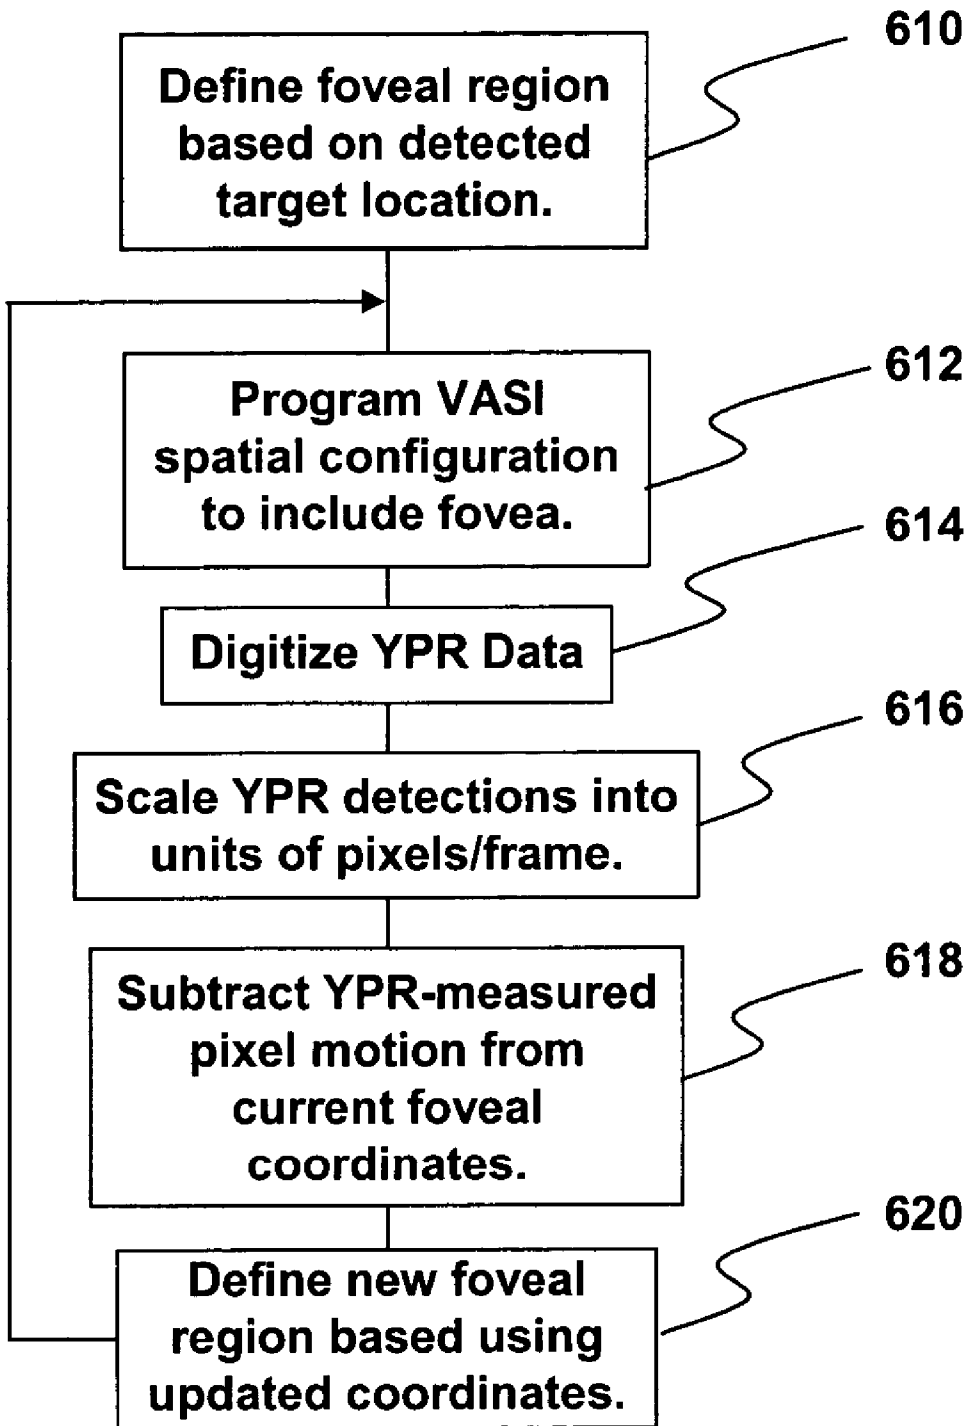 610
Define foveal region
based on detected
target location.
612
Program VASI
spatial configuration
to include fovea.
614
Digitize YPR Data
616
Scale YPR detections into
units of pixels/frame.
618
Subtract YPR-measured
pixel motion from
current foveal
coordinates.
620
Define new foveal
region based using
updated coordinates.